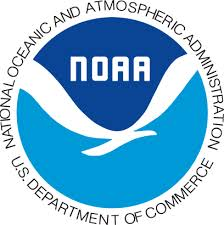 NATIONAL OCEANIC AND ATMOSPHERIC ADMINISTRATION
NOAA
U.S. DEPARTMENT OF COMMERCE